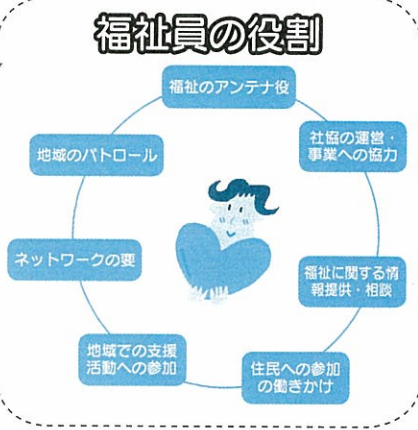 福祉員の役割
福祉のアンテナ役
社協の運営・
事業への協力
福祉に関する情
報提供・相談
住民への参加
の働きかけ
地域での支援
活動への参加
ネットワークの要
地域のパトロール